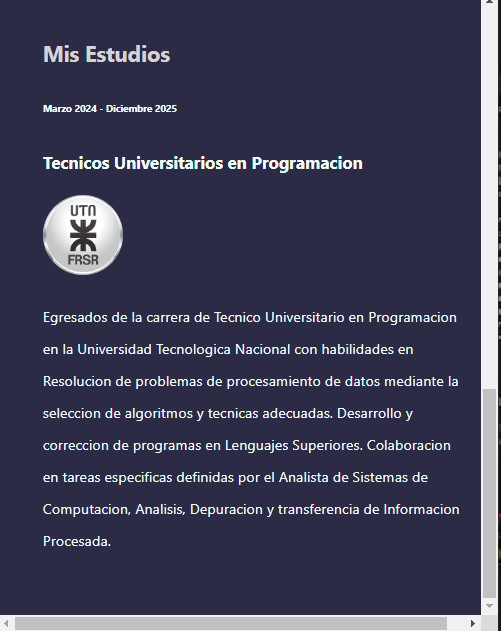 Mis Estudios
Marzo 2024 - Diciembre 2025
Tecnicos Universitarios en Programacion
UTN
FRSR
Egresados de la carrera de Tecnico Universitario en Programacion
en la Universidad Tecnologica Nacional con habilidades en
Resolucion de problemas de procesamiento de datos mediante la
seleccion de algoritmos y tecnicas adecuadas. Desarrollo y
correccion de programas en Lenguajes Superiores. Colaboracion
en tareas especificas definidas por el Analista de Sistemas de
Computacion, Analisis, Depuracion y transferencia de Informacion
Procesada.